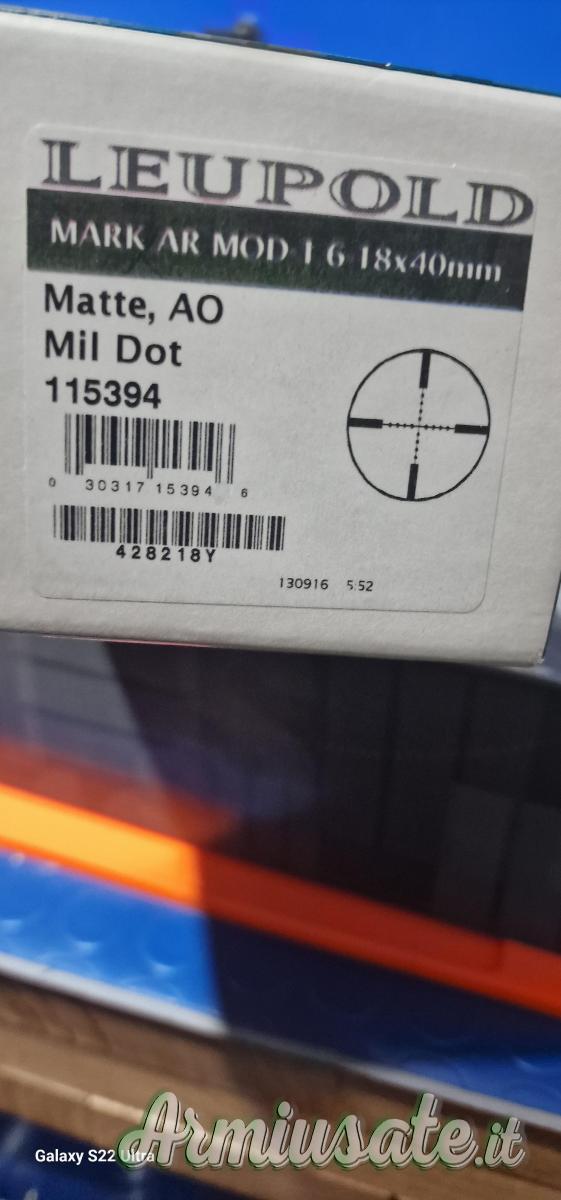 LEUPOLD
MARK AR MOD 1 6-18x40mm
Matte, AO
Mil Dot
115394
0 30317 15394 6
428218Y
130916 5:52
Galaxy S22 Ultra
Armiusate.it